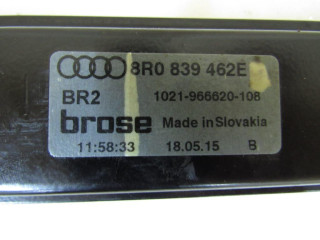 8R0 839 462E
BR2 1021-966620-108
brose Made in Slovakia
11:58:33 18.05.15 B